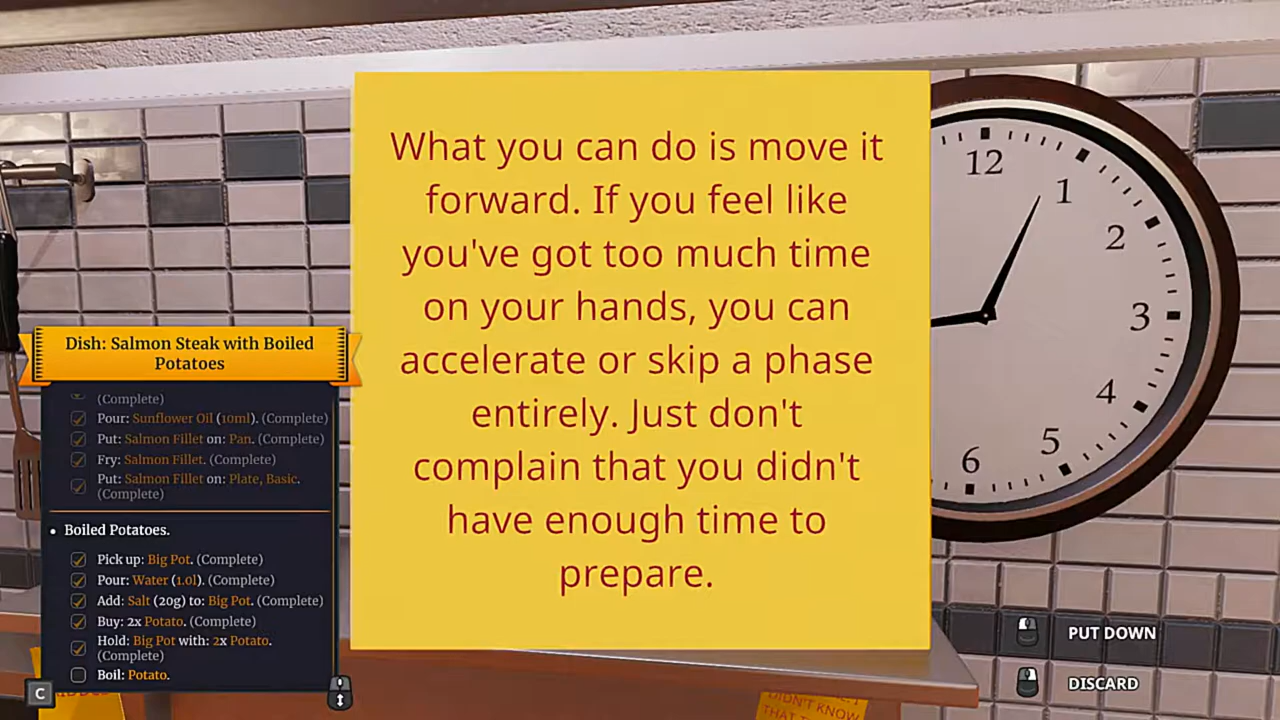 What you can do is move it
forward. If you feel like
you've got too much time
on your hands, you can
accelerate or skip a phase
entirely. Just don't
complain that you didn't
have enough time to
prepare.
12
1
2
3
4
5
6
Dish: Salmon Steak with Boiled
Potatoes
(Complete)
Pour: Sunflower Oil (10ml). (Complete)
Put: Salmon Fillet on: Pan. (Complete)
Fry: Salmon Fillet. (Complete)
Put: Salmon Fillet on: Plate, Basic.
(Complete)
Boiled Potatoes.
Pick up: Big Pot. (Complete)
Pour: Water (1.0l). (Complete)
Add: Salt (20g) to: Big Pot. (Complete)
Buy: 2x Potato. (Complete)
Hold: Big Pot with: 2x Potato.
(Complete)
Boil: Potato.
C
PUT DOWN
DISCARD
DIDN'T KNOW